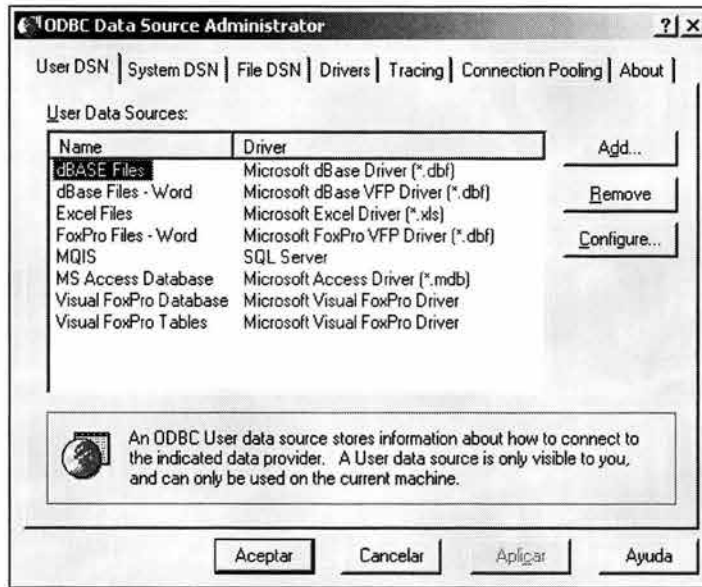 ODBC Data Source Administrator
User DSN System DSN File DSN Drivers Tracing Connection Pooling About
User Data Sources:
Name Driver
dBASE Files Microsoft dBase Driver (*.dbf)
dBase Files - Word Microsoft dBase VFP Driver (*.dbf)
Excel Files Microsoft Excel Driver (*.xls)
FoxPro Files - Word Microsoft FoxPro VFP Driver (*.dbf)
MQIS SQL Server
MS Access Database Microsoft Access Driver (*.mdb)
Visual FoxPro Database Microsoft Visual FoxPro Driver
Visual FoxPro Tables Microsoft Visual FoxPro Driver
Add...
Remove
Configure...
An ODBC User data source stores information about how to connect to
the indicated data provider. A User data source is only visible to you,
and can only be used on the current machine.
Aceptar Cancelar Aplicar Ayuda